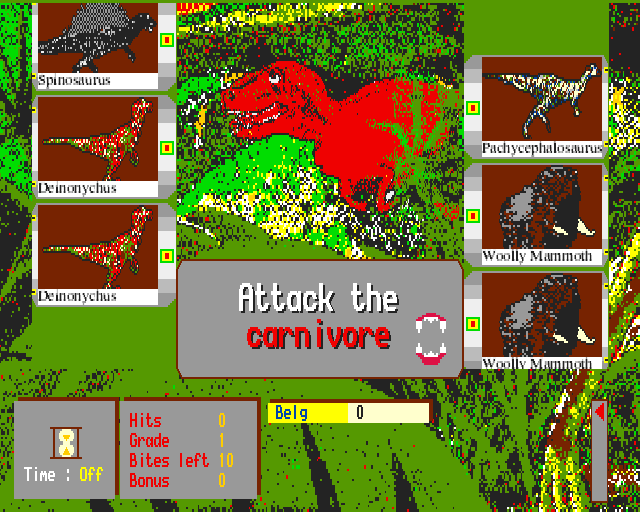 Spinosaurus
Deinonychus
Deinonychus
Pachycephalosaurus
Woolly Mammoth
Woolly Mammoth
Attack the
carnivore
Time : Off
Hits 0
Grade 1
Bites left 10
Bonus 0
Belg 0